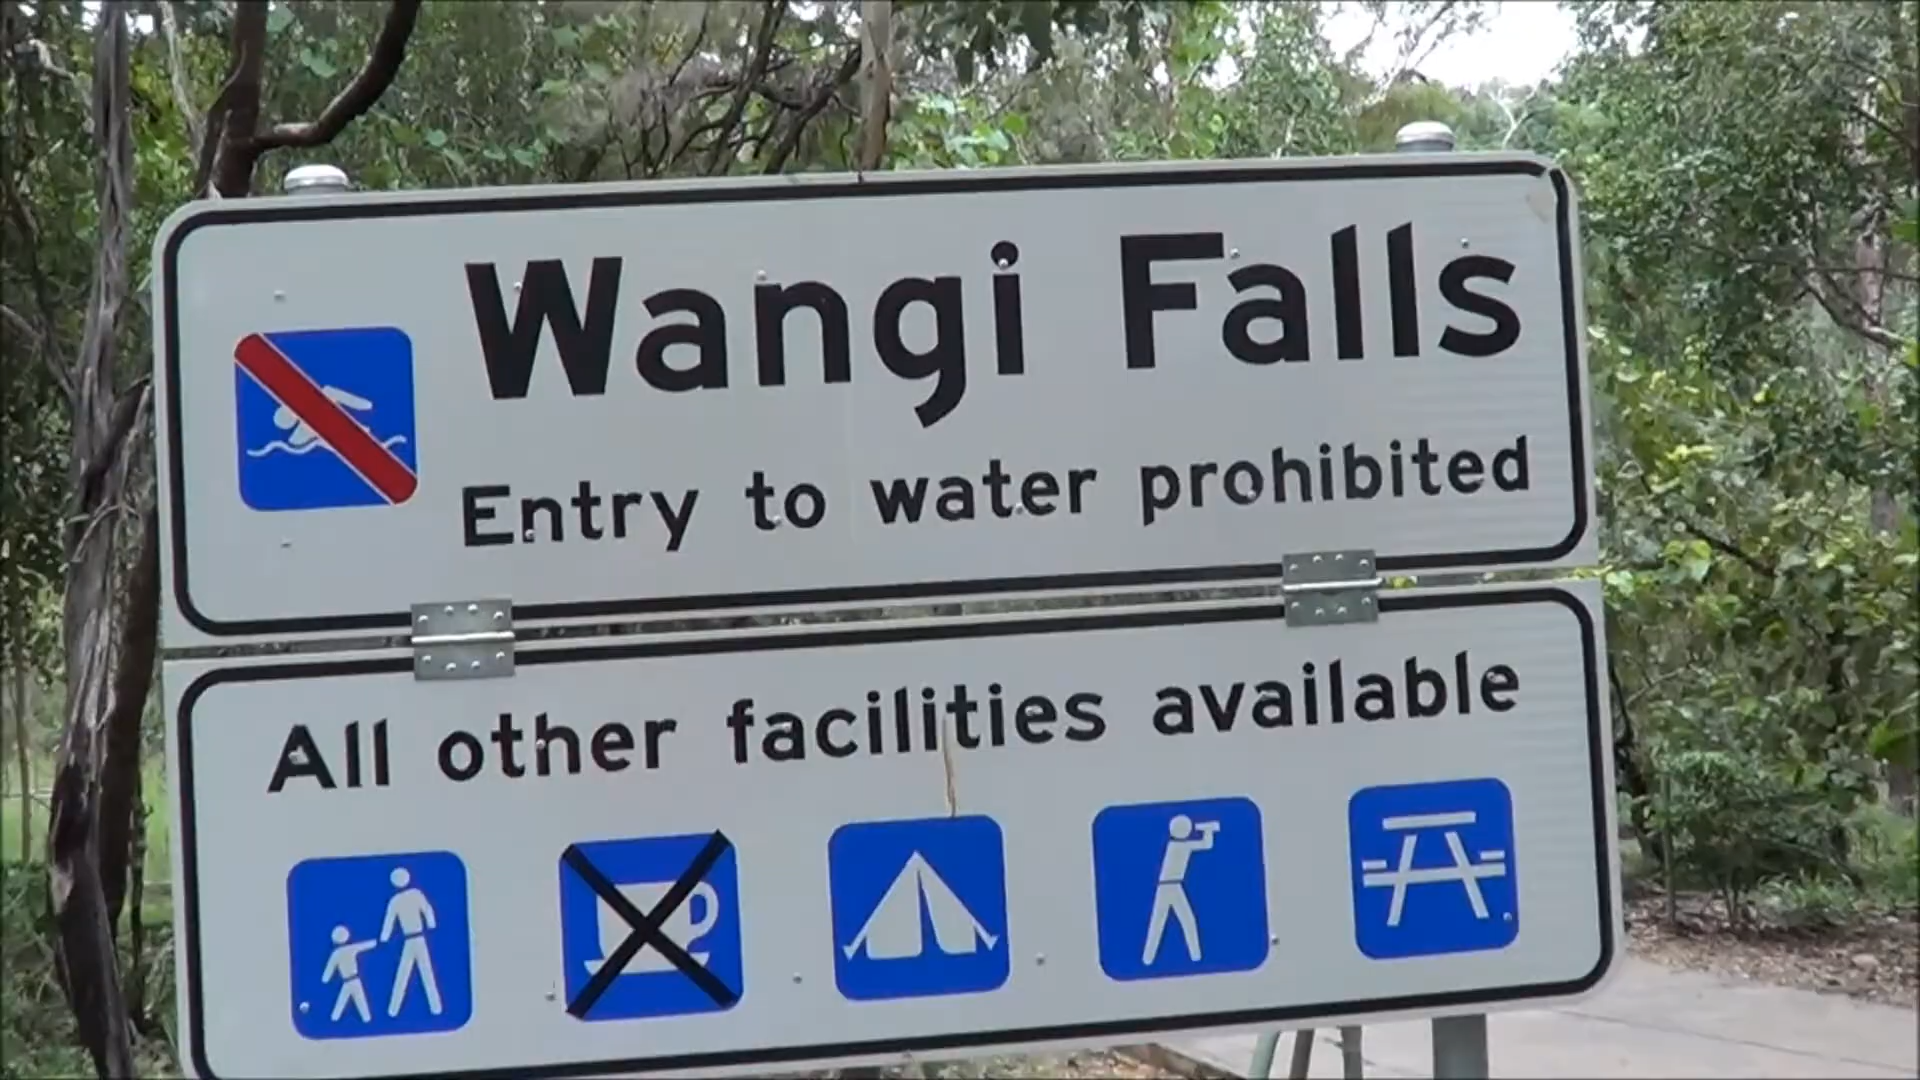 Wangi Falls
Entry to water prohibited
All other facilities available